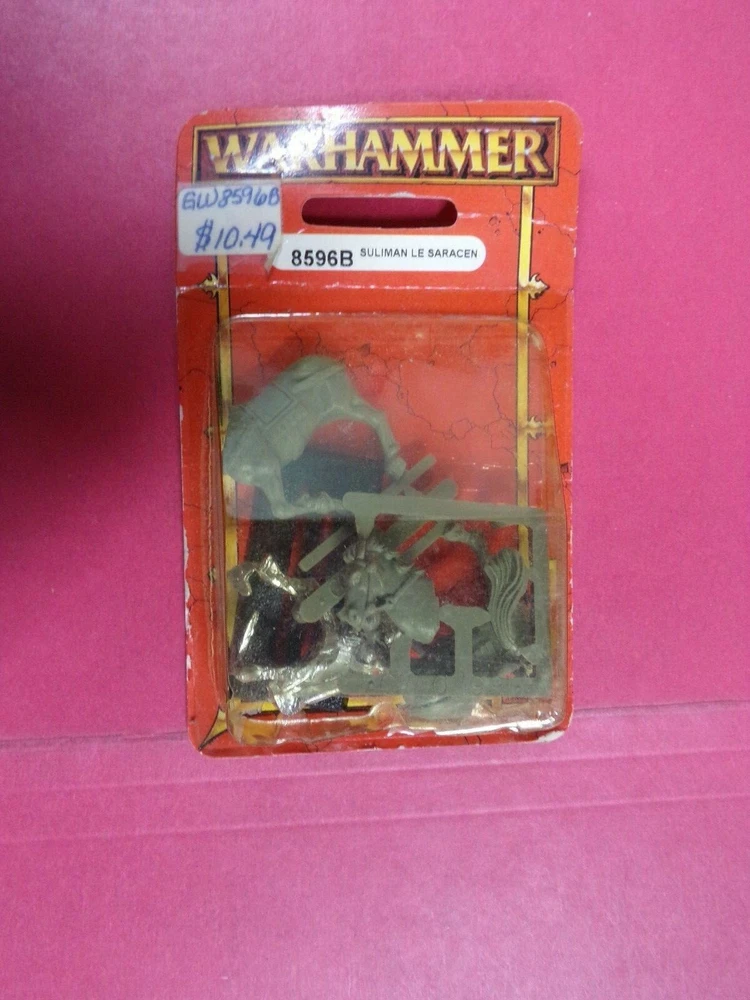 WARHAMMER
GW8596B
$10.49
8596B SULIMAN LE SARACEN